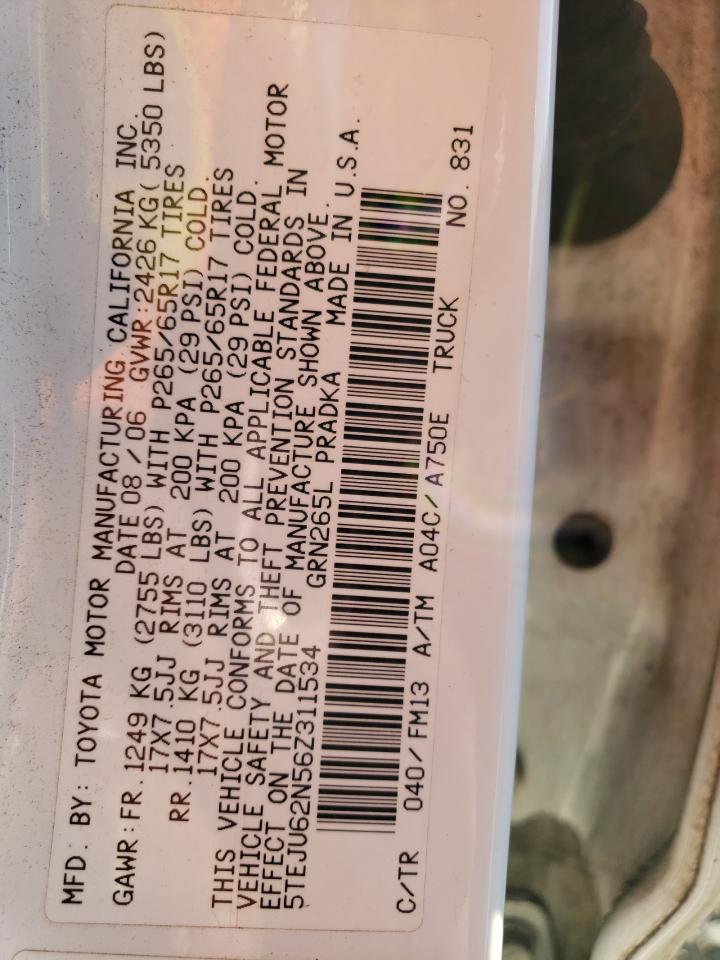 MFD. BY: TOYOTA MOTOR MANUFACTURING CALIFORNIA INC.
DATE 08/06 GVWR:2426 KG( 5350 LBS)
GAWR:FR.1249 KG (2755 LBS) WITH P265/65R17 TIRES
17X7.5JJ RIMS AT 200 KPA (29 PSI) COLD.
RR.1410 KG (3110 LBS) WITH P265/65R17 TIRES
17X7.5JJ RIMS AT 200 KPA (29 PSI) COLD.
THIS VEHICLE CONFORMS TO ALL APPLICABLE FEDERAL MOTOR
VEHICLE SAFETY AND THEFT PREVENTION STANDARDS IN
EFFECT ON THE DATE OF MANUFACTURE SHOWN ABOVE.
5TEJU62N56Z311534 GRN265L PRADKA MADE IN U.S.A.
C/TR 040/FM13 A/TM A04C/A750E TRUCK NO. 831